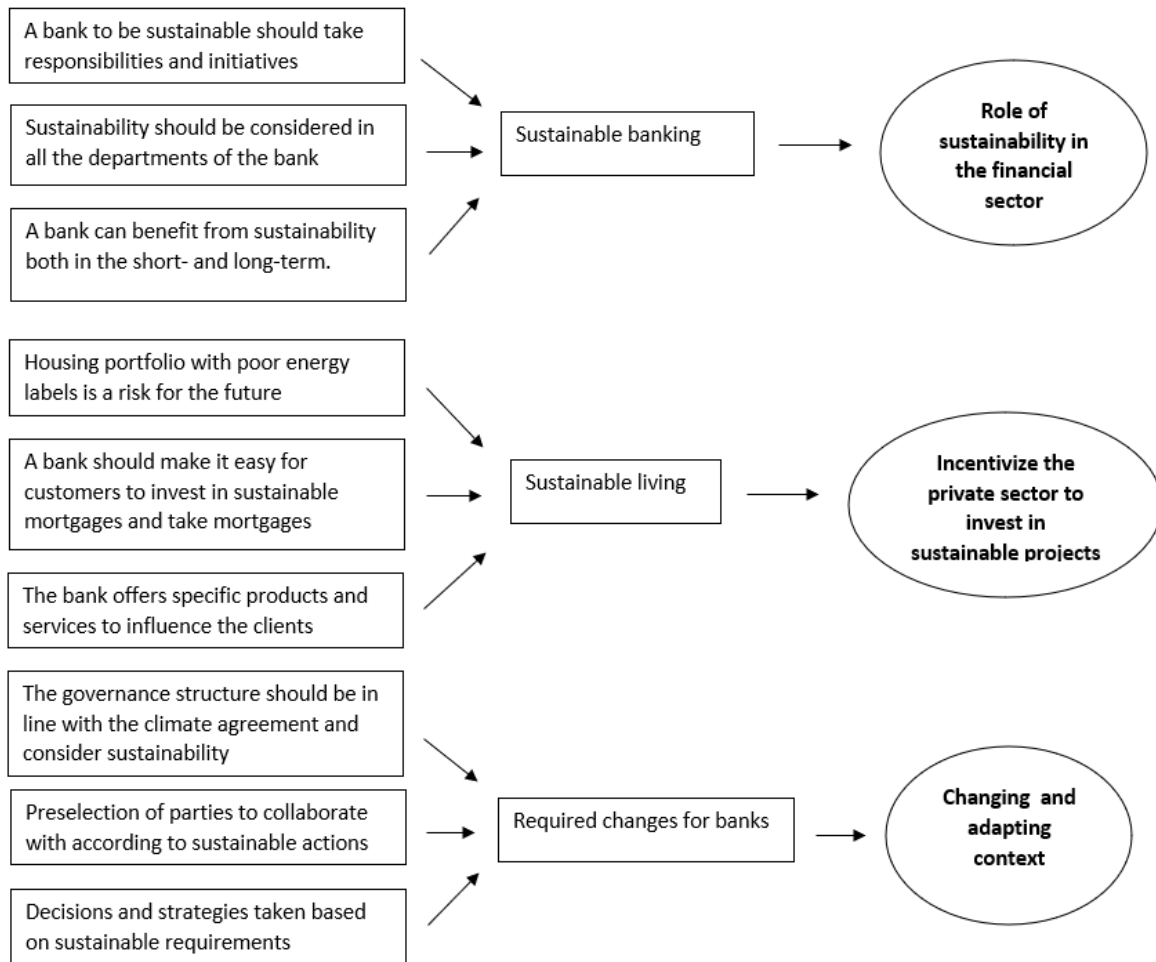 A bank to be sustainable should take
responsibilities and initiatives
Sustainability should be considered in
all the departments of the bank
A bank can benefit from sustainability
both in the short- and long-term.
Sustainable banking
Role of
sustainability in
the financial
sector
Housing portfolio with poor energy
labels is a risk for the future
A bank should make it easy for
customers to invest in sustainable
mortgages and take mortgages
The bank offers specific products and
services to influence the clients
Sustainable living
Incentivize the
private sector to
invest in
sustainable projects
The governance structure should be in
line with the climate agreement and
consider sustainability
Preselection of parties to collaborate
with according to sustainable actions
Decisions and strategies taken based
on sustainable requirements
Required changes for banks
Changing and
adapting
context